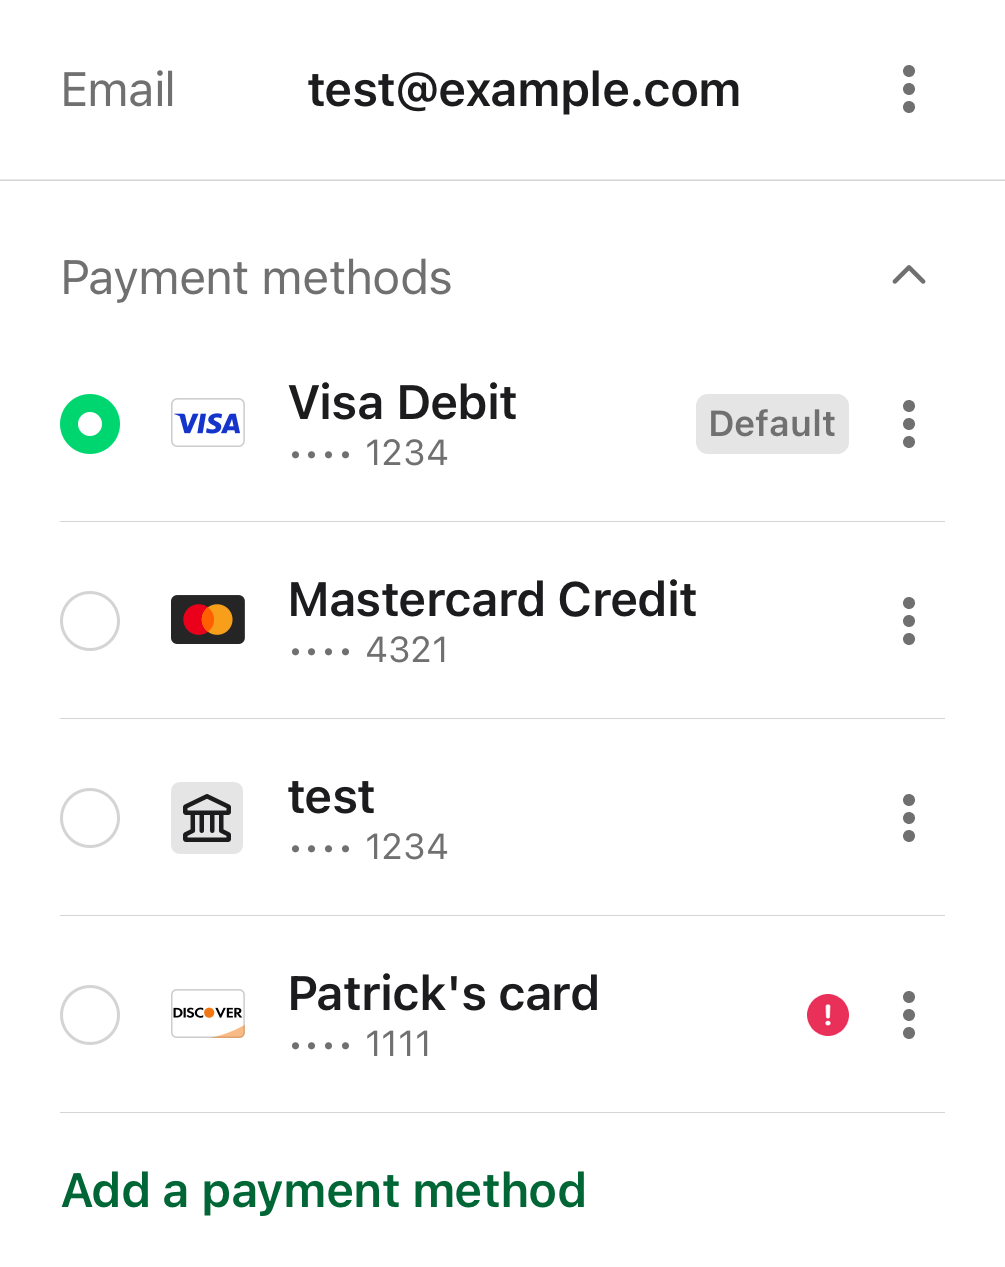 Email test@example.com
Payment methods
VISA Visa Debit Default
•••• 1234
Mastercard Credit
•••• 4321
test
•••• 1234
DISCOVER Patrick's card !
•••• 1111
Add a payment method